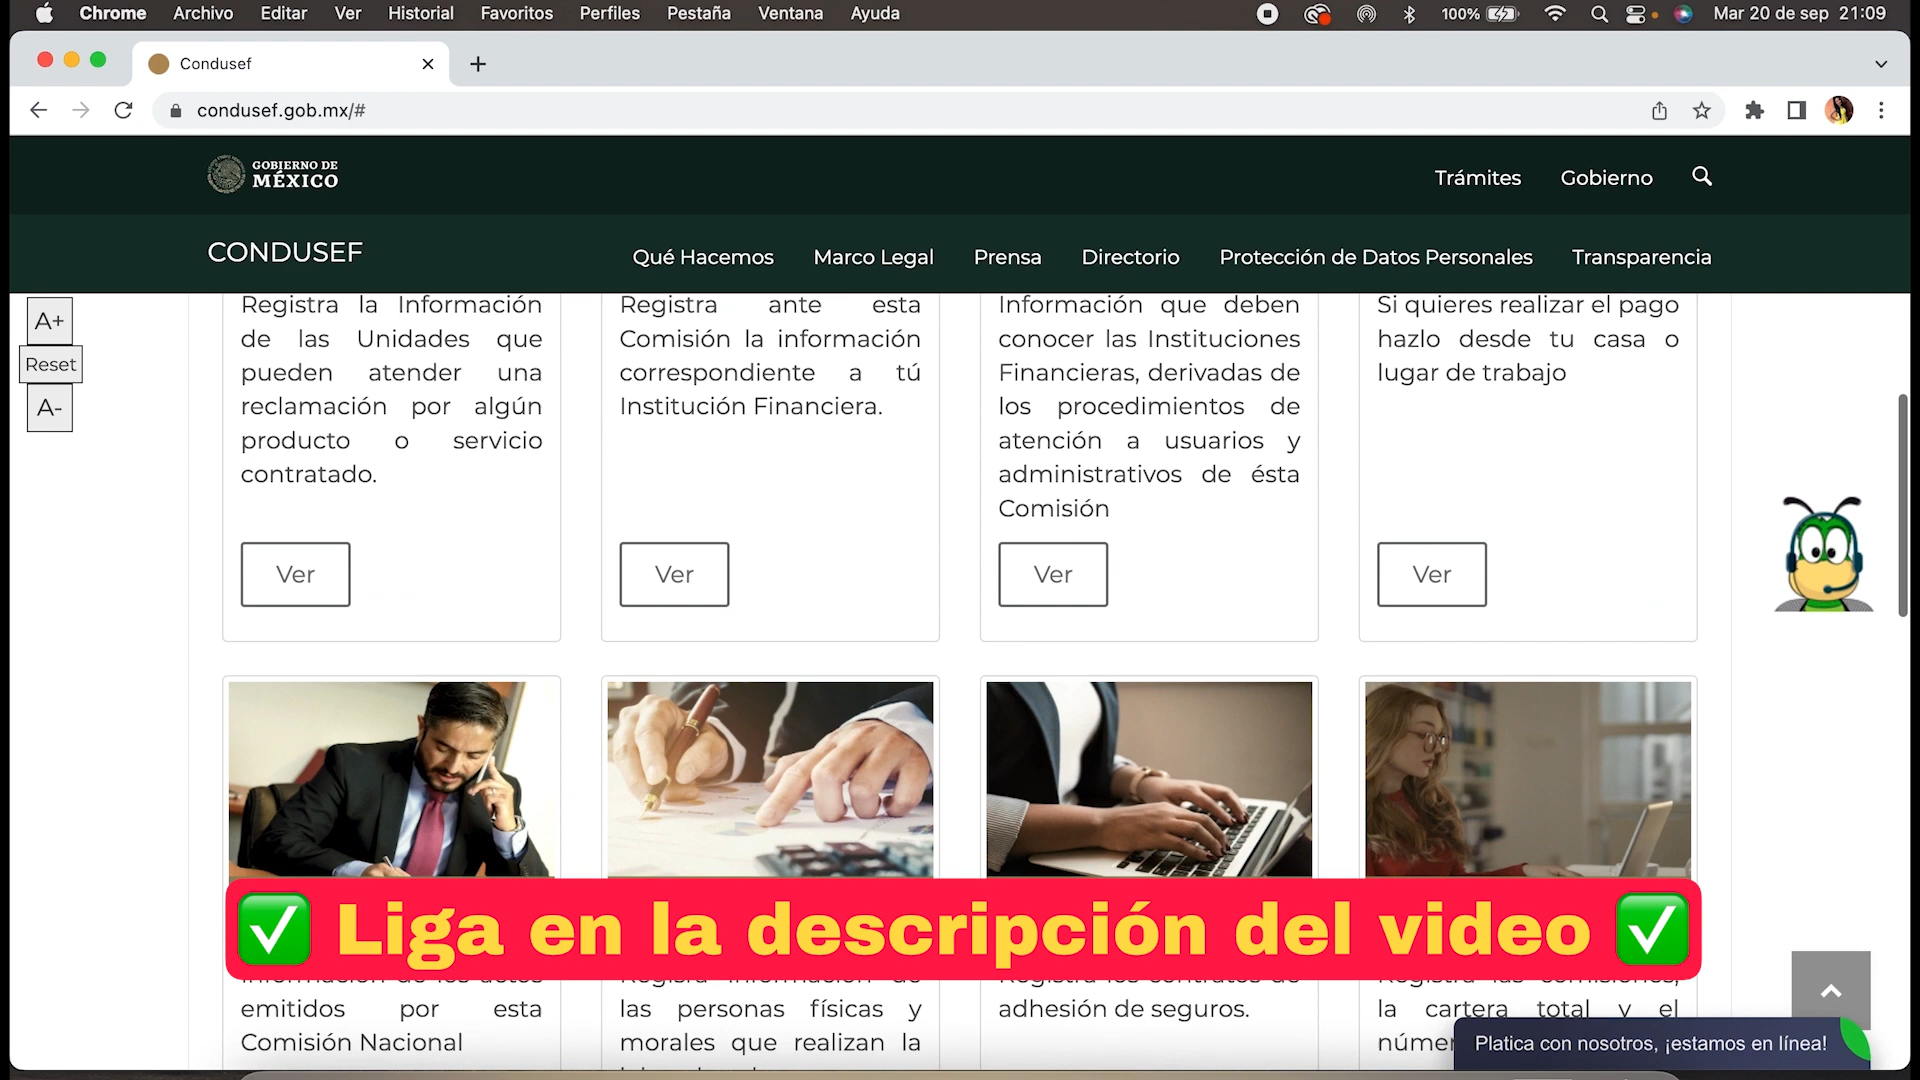 Chrome Archivo Editar Ver Historial Favoritos Perfiles Pestaña Ventana Ayuda 100% Mar 20 de sep 21:09
Condusef
condusef.gob.mx/#
GOBIERNO DE
MÉXICO
Trámites Gobierno
CONDUSEF
Qué Hacemos Marco Legal Prensa Directorio Protección de Datos Personales Transparencia
A+
Reset
A-
Registra la Información
de las Unidades que
pueden atender una
reclamación por algún
producto o servicio
contratado.
Ver
Registra ante esta
Comisión la información
correspondiente a tú
Institución Financiera.
Ver
Información que deben
conocer las Instituciones
Financieras, derivadas de
los procedimientos de
atención a usuarios y
administrativos de ésta
Comisión
Ver
Si quieres realizar el pago
hazlo desde tu casa o
lugar de trabajo
Ver
✅ Liga en la descripción del video ✅
emitidos por esta
Comisión Nacional
las personas físicas y
morales que realizan la
adhesión de seguros.
la cartera total y el
Platica con nosotros, ¡estamos en línea!